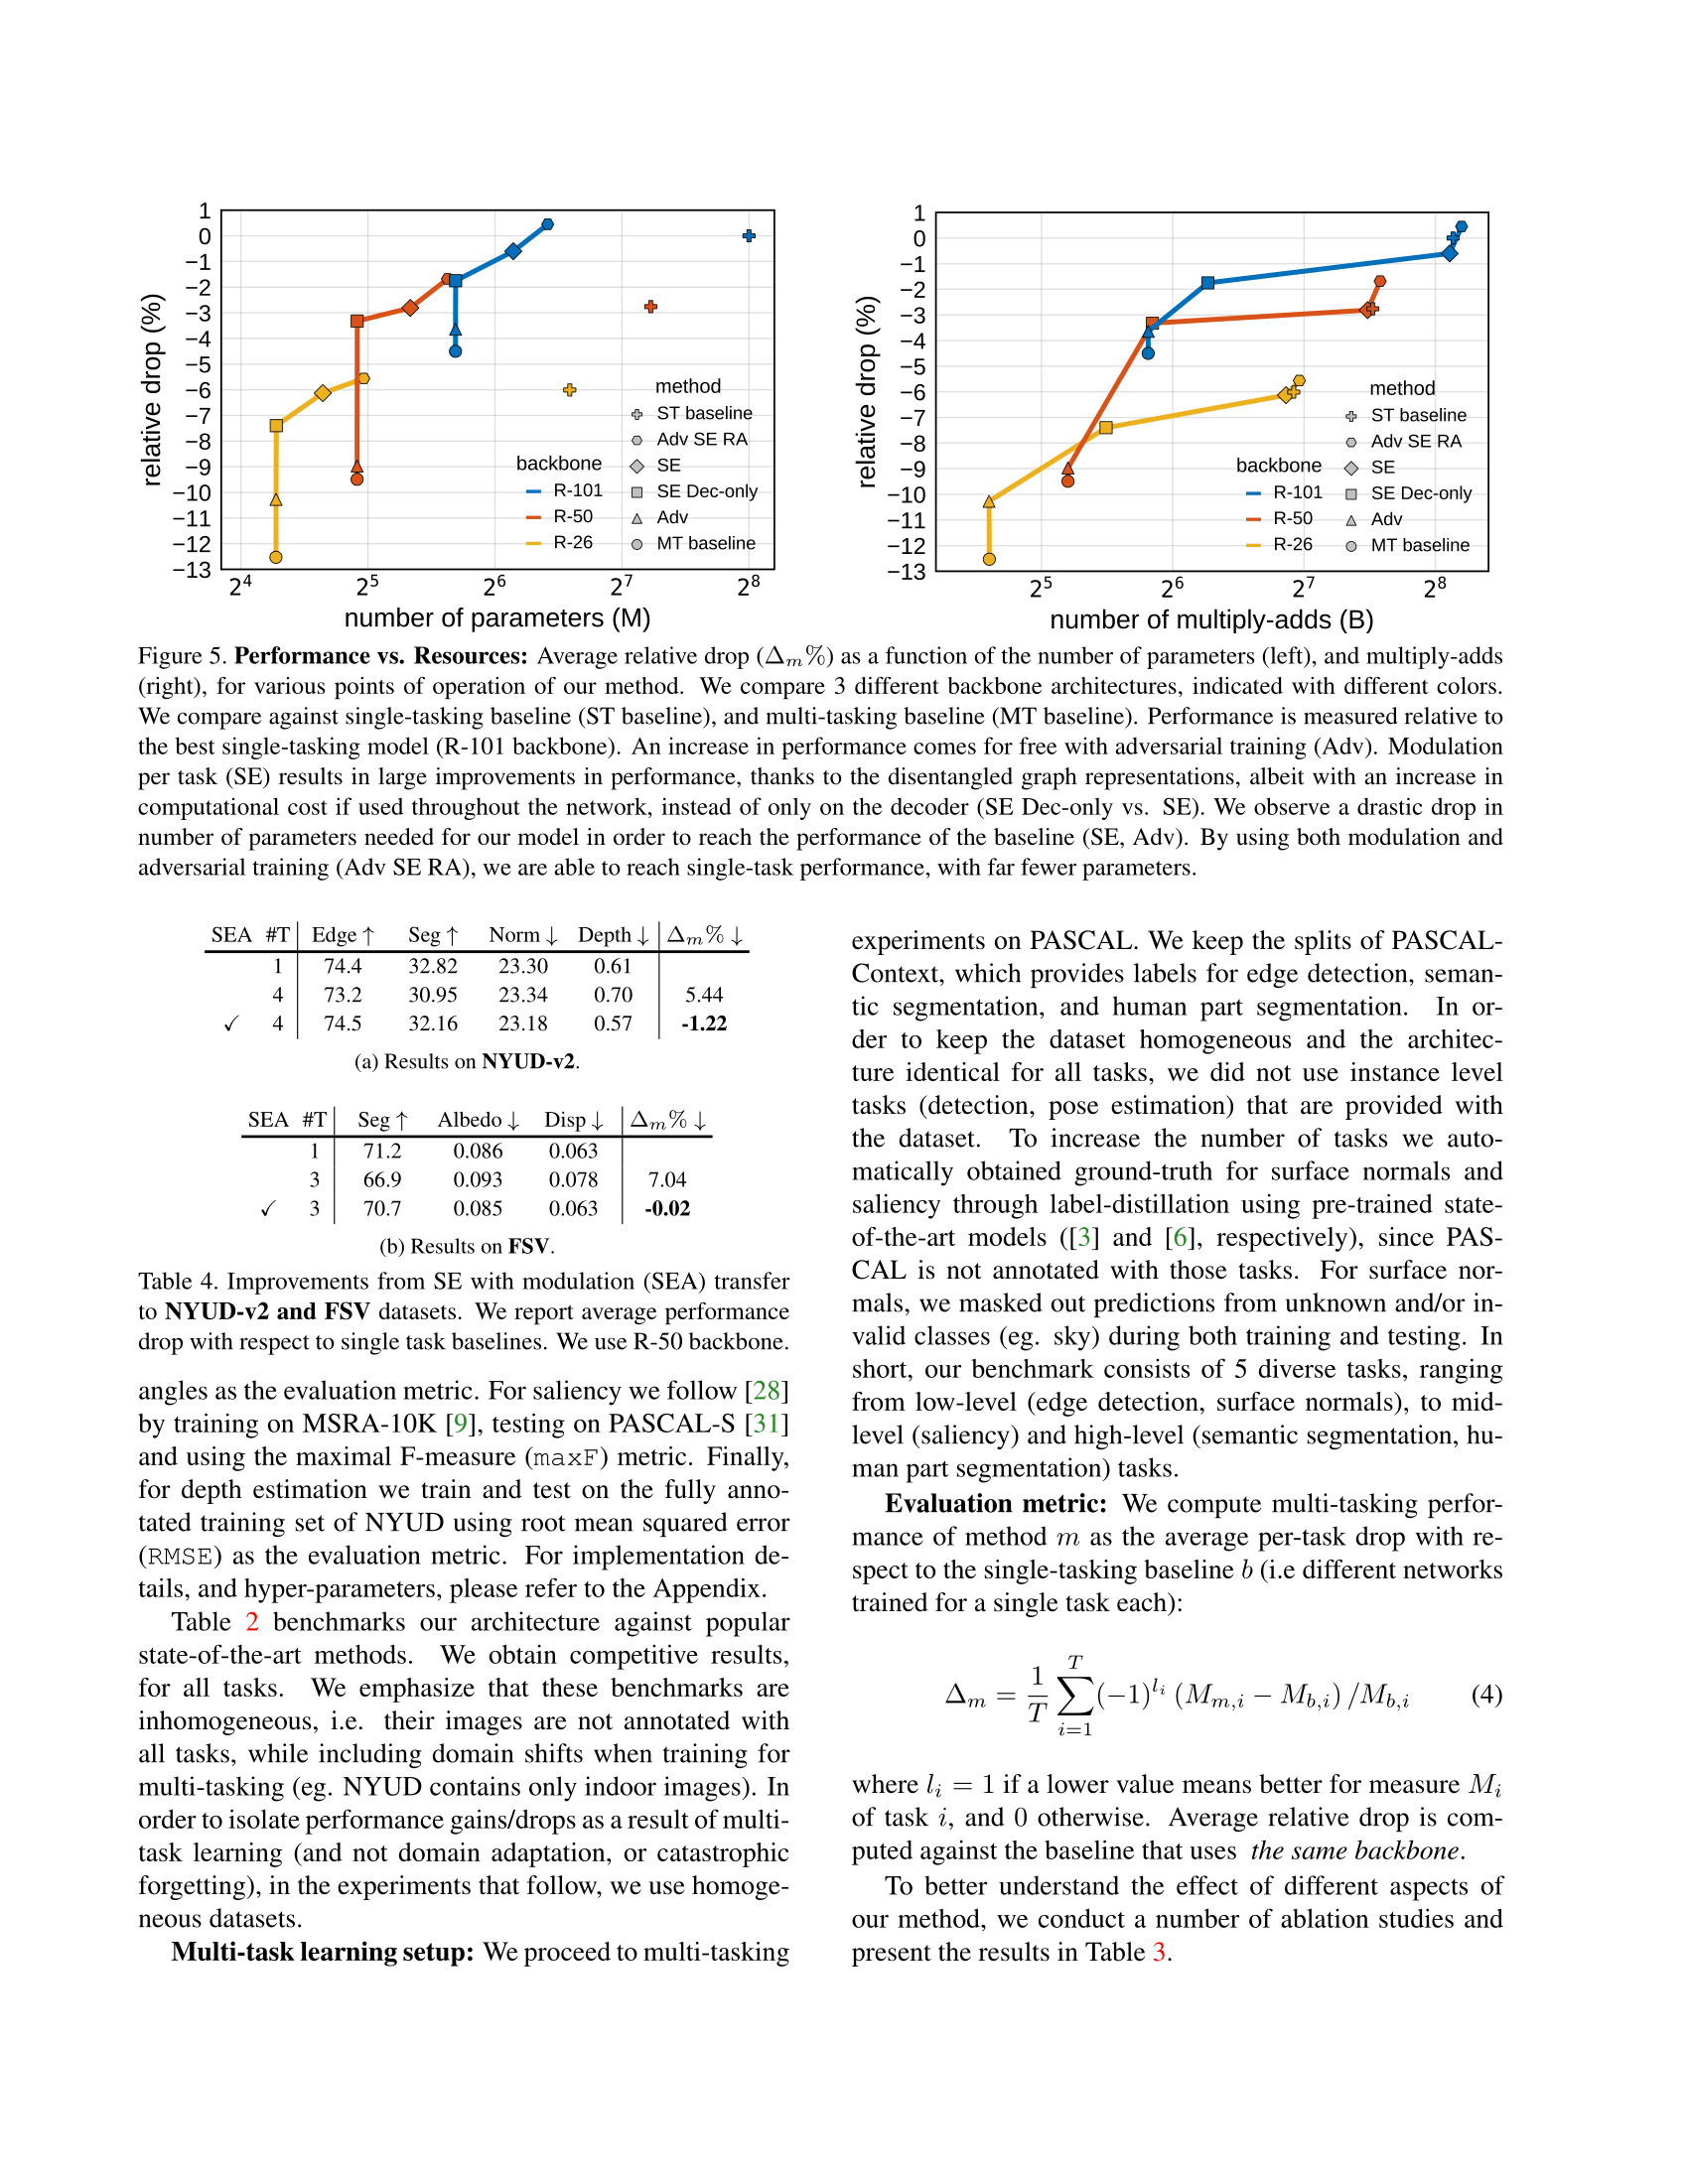 1
0
−1
−2
−3
−4
−5
−6
−7
−8
−9
−10
−11
−12
−13
relative drop (%)
2^4 2^5 2^6 2^7 2^8
number of parameters (M)
backbone
R-101
R-50
R-26
method
ST baseline
Adv SE RA
SE
SE Dec-only
Adv
MT baseline
1
0
−1
−2
−3
−4
−5
−6
−7
−8
−9
−10
−11
−12
−13
relative drop (%)
2^5 2^6 2^7 2^8
number of multiply-adds (B)
backbone
R-101
R-50
R-26
method
ST baseline
Adv SE RA
SE
SE Dec-only
Adv
MT baseline
Figure 5. Performance vs. Resources: Average relative drop (Δm%) as a function of the number of parameters (left), and multiply-adds
(right), for various points of operation of our method. We compare 3 different backbone architectures, indicated with different colors.
We compare against single-tasking baseline (ST baseline), and multi-tasking baseline (MT baseline). Performance is measured relative to
the best single-tasking model (R-101 backbone). An increase in performance comes for free with adversarial training (Adv). Modulation
per task (SE) results in large improvements in performance, thanks to the disentangled graph representations, albeit with an increase in
computational cost if used throughout the network, instead of only on the decoder (SE Dec-only vs. SE). We observe a drastic drop in
number of parameters needed for our model in order to reach the performance of the baseline (SE, Adv). By using both modulation and
adversarial training (Adv SE RA), we are able to reach single-task performance, with far fewer parameters.
SEA #T Edge ↑ Seg ↑ Norm ↓ Depth ↓ Δm% ↓
1 74.4 32.82 23.30 0.61
4 73.2 30.95 23.34 0.70 5.44
✓ 4 74.5 32.16 23.18 0.57 -1.22
(a) Results on NYUD-v2.
SEA #T Seg ↑ Albedo ↓ Disp ↓ Δm% ↓
1 71.2 0.086 0.063
3 66.9 0.093 0.078 7.04
✓ 3 70.7 0.085 0.063 -0.02
(b) Results on FSV.
Table 4. Improvements from SE with modulation (SEA) transfer
to NYUD-v2 and FSV datasets. We report average performance
drop with respect to single task baselines. We use R-50 backbone.
angles as the evaluation metric. For saliency we follow [28]
by training on MSRA-10K [9], testing on PASCAL-S [31]
and using the maximal F-measure (maxF) metric. Finally,
for depth estimation we train and test on the fully anno-
tated training set of NYUD using root mean squared error
(RMSE) as the evaluation metric. For implementation de-
tails, and hyper-parameters, please refer to the Appendix.
Table 2 benchmarks our architecture against popular
state-of-the-art methods. We obtain competitive results,
for all tasks. We emphasize that these benchmarks are
inhomogeneous, i.e. their images are not annotated with
all tasks, while including domain shifts when training for
multi-tasking (eg. NYUD contains only indoor images). In
order to isolate performance gains/drops as a result of multi-
task learning (and not domain adaptation, or catastrophic
forgetting), in the experiments that follow, we use homoge-
neous datasets.
Multi-task learning setup: We proceed to multi-tasking
experiments on PASCAL. We keep the splits of PASCAL-
Context, which provides labels for edge detection, seman-
tic segmentation, and human part segmentation. In or-
der to keep the dataset homogeneous and the architec-
ture identical for all tasks, we did not use instance level
tasks (detection, pose estimation) that are provided with
the dataset. To increase the number of tasks we auto-
matically obtained ground-truth for surface normals and
saliency through label-distillation using pre-trained state-
of-the-art models ([3] and [6], respectively), since PAS-
CAL is not annotated with those tasks. For surface nor-
mals, we masked out predictions from unknown and/or in-
valid classes (eg. sky) during both training and testing. In
short, our benchmark consists of 5 diverse tasks, ranging
from low-level (edge detection, surface normals), to mid-
level (saliency) and high-level (semantic segmentation, hu-
man part segmentation) tasks.
Evaluation metric: We compute multi-tasking perfor-
mance of method m as the average per-task drop with re-
spect to the single-tasking baseline b (i.e different networks
trained for a single task each):
Δm = 1/T ∑_{i=1}^{T} (−1)^{l_i} (M_{m,i} − M_{b,i}) / M_{b,i} (4)
where l_i = 1 if a lower value means better for measure M_i
of task i, and 0 otherwise. Average relative drop is com-
puted against the baseline that uses the same backbone.
To better understand the effect of different aspects of
our method, we conduct a number of ablation studies and
present the results in Table 3.